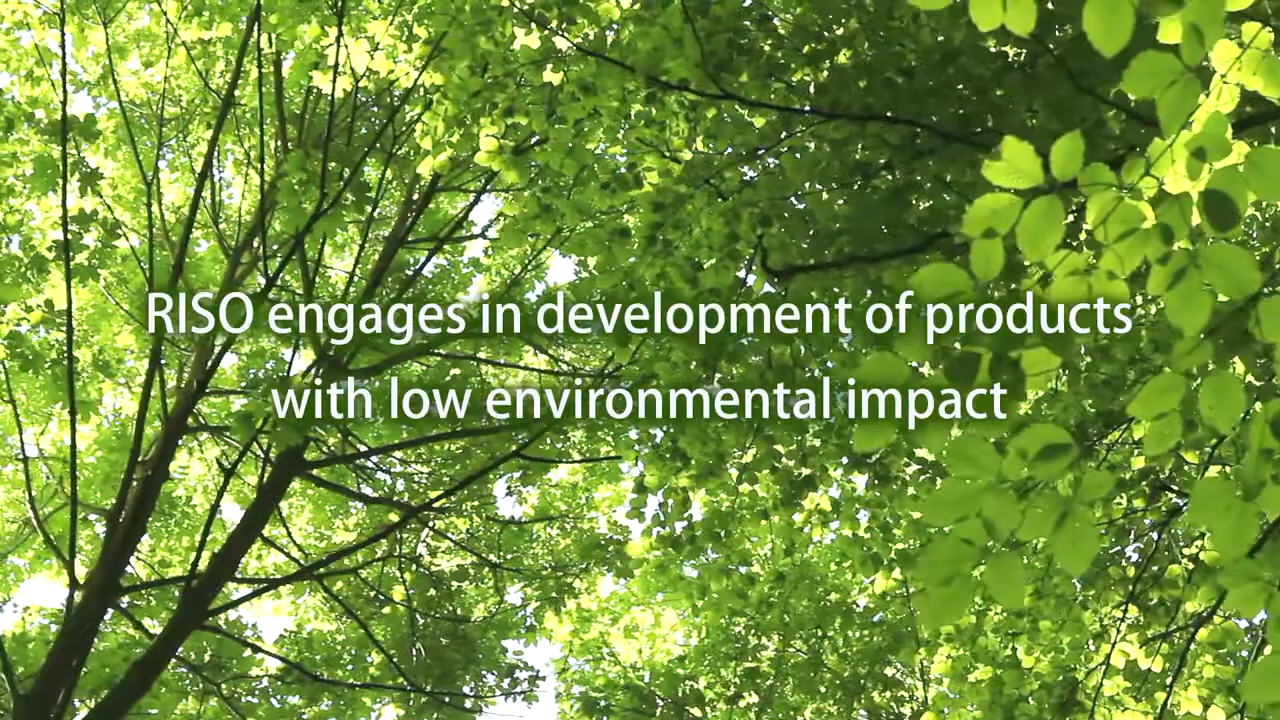 RISO engages in development of products
with low environmental impact